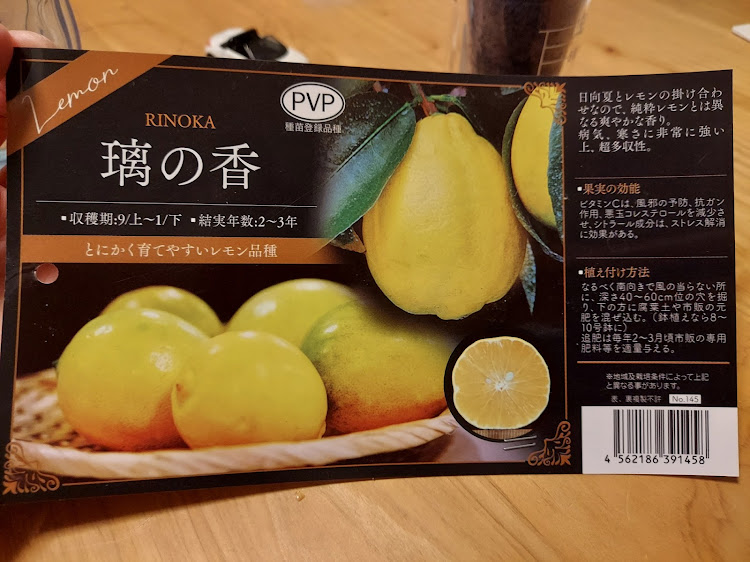 Lemon
RINOKA
璃の香
PVP
種苗登録品種
▪収穫期:9/上〜1/下 ▪結実年数:2〜3年
とにかく育てやすいレモン品種
日向夏とレモンの掛け合わ
せなので、純粋レモンとは異
なる爽やかな香り。
病気、寒さに非常に強い
上、超多収性。
▪果実の効能
ビタミンCは、風邪の予防、抗ガン
作用、悪玉コレステロールを減少さ
せ、シトラール成分は、ストレス解消
に効果がある。
▪植え付け方法
なるべく南向きで風の当らない所
に、深さ40〜60cm位の穴を掘
り、下の方に腐葉土や市販の元
肥を混ぜ込む。(鉢植えなら8〜
10号鉢に)
追肥は毎年2〜3月頃市販の専用
肥料等を適量与える。
※地域及栽培条件によって上記
と異なる事があります。
表、裏複製不許 No.145
4 562186 391458